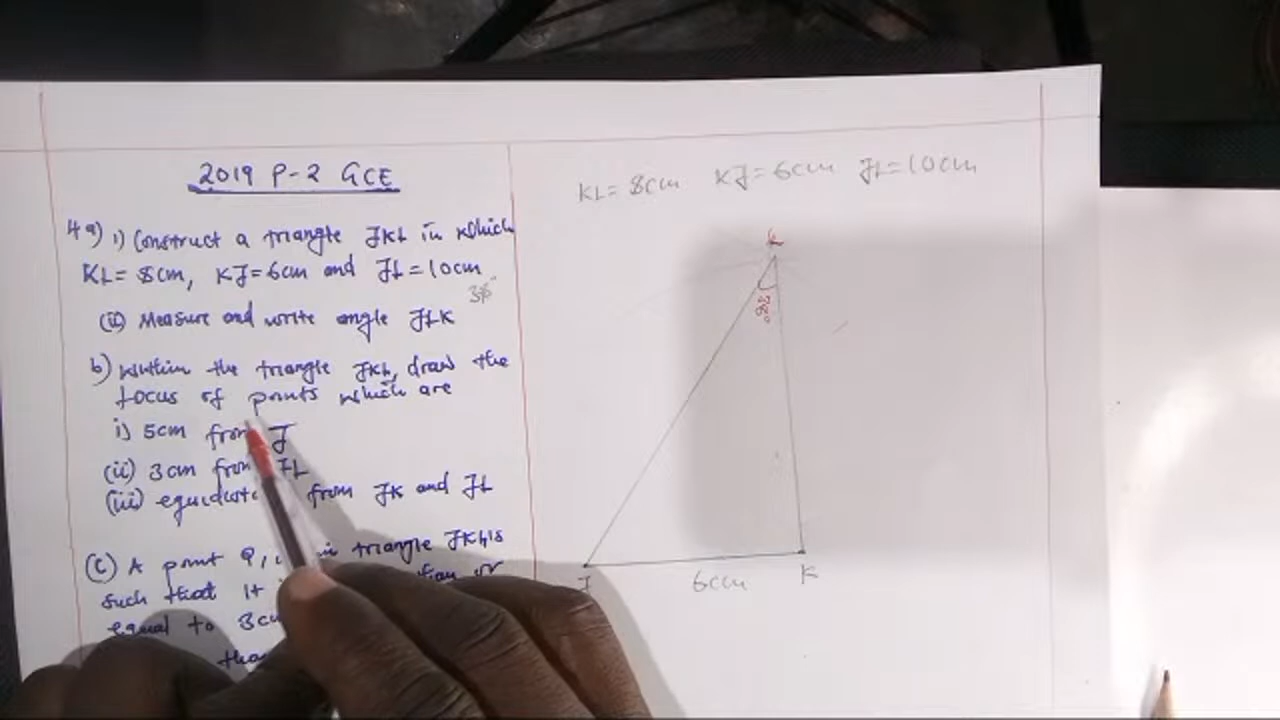 2019 P-2 GCE
4a) i) Construct a triangle JKL in which
KL = 8cm, KJ = 6cm and JL = 10cm
(ii) Measure and write angle JLK
b) Within the triangle JKL, draw the
locus of points which are
i) 5cm from J
(ii) 3cm from JL
(iii) from JK and JL
(c) A point Q, triangle JKL is
such that it or
equal to 3cm
KL = 8cm KJ = 6cm JL = 10cm
L
J 6cm K